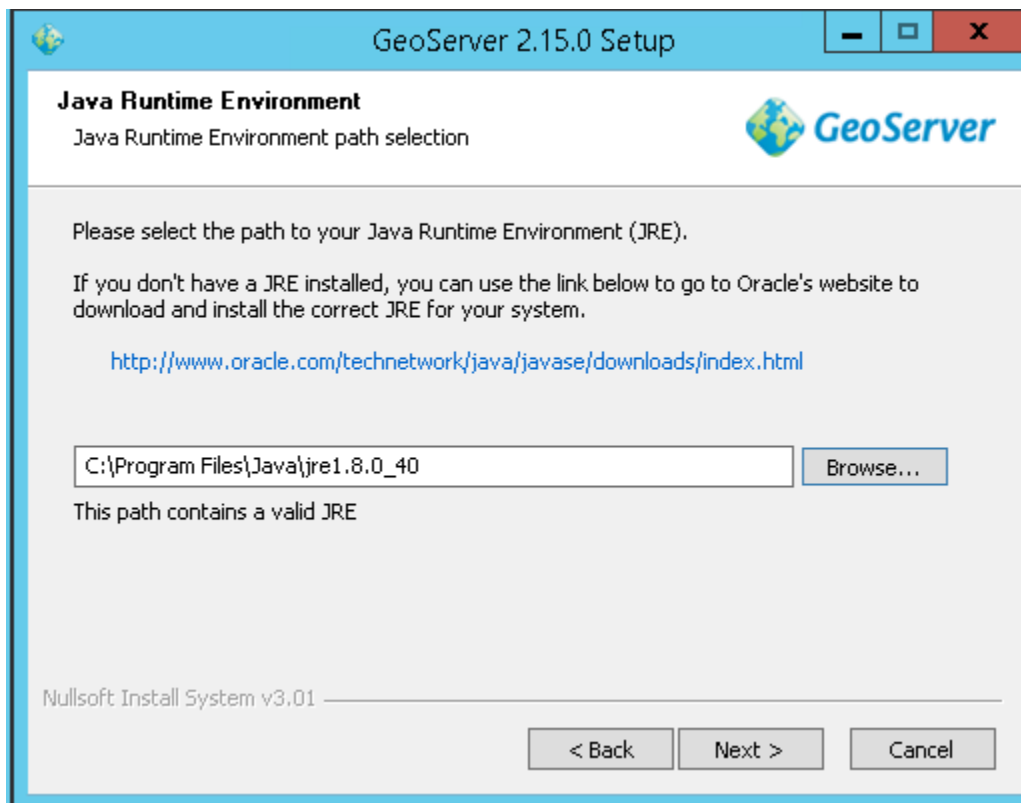 GeoServer 2.15.0 Setup
Java Runtime Environment
Java Runtime Environment path selection
GeoServer
Please select the path to your Java Runtime Environment (JRE).
If you don't have a JRE installed, you can use the link below to go to Oracle's website to
download and install the correct JRE for your system.
http://www.oracle.com/technetwork/java/javase/downloads/index.html
C:\Program Files\Java\jre1.8.0_40
Browse...
This path contains a valid JRE
Nullsoft Install System v3.01
< Back
Next >
Cancel